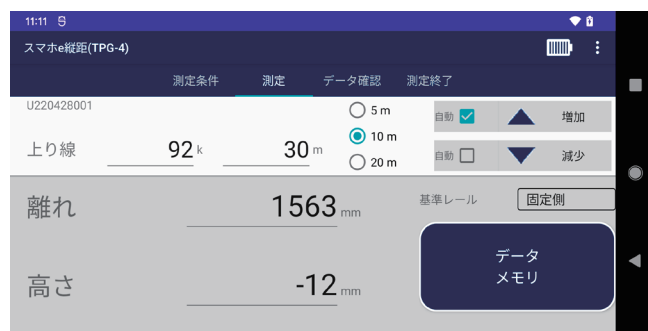 11:11
スマホe縦距(TPG-4)
測定条件 測定 データ確認 測定終了
U220428001
上り線 92 k 30 m
5 m
10 m
20 m
自動 増加
自動 減少
離れ 1563 mm
基準レール 固定側
高さ -12 mm
データ
メモリ